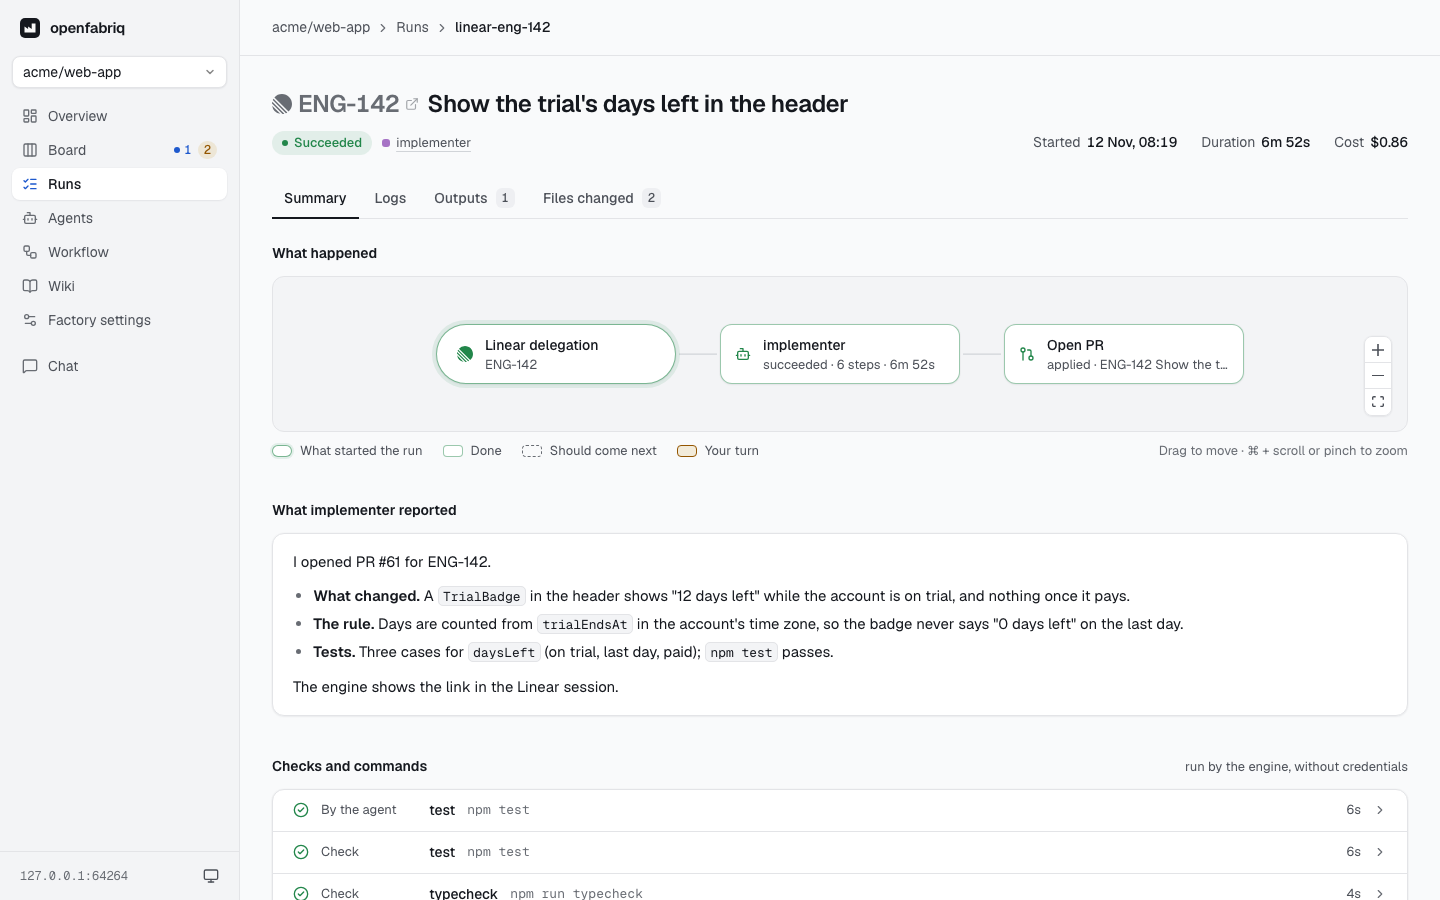 openfabriq
acme/web-app
Overview
Board 1 2
Runs
Agents
Workflow
Wiki
Factory settings
Chat
127.0.0.1:64264
acme/web-app > Runs > linear-eng-142
ENG-142 Show the trial's days left in the header
Succeeded implementer
Started 12 Nov, 08:19 Duration 6m 52s Cost $0.86
Summary Logs Outputs 1 Files changed 2
What happened
Linear delegation
ENG-142
implementer
succeeded · 6 steps · 6m 52s
Open PR
applied · ENG-142 Show the t...
What started the run Done Should come next Your turn
Drag to move · ⌘ + scroll or pinch to zoom
What implementer reported
I opened PR #61 for ENG-142.
• What changed. A TrialBadge in the header shows "12 days left" while the account is on trial, and nothing once it pays.
• The rule. Days are counted from trialEndsAt in the account's time zone, so the badge never says "0 days left" on the last day.
• Tests. Three cases for daysLeft (on trial, last day, paid); npm test passes.
The engine shows the link in the Linear session.
Checks and commands run by the engine, without credentials
By the agent test npm test 6s
Check test npm test 6s
Check typecheck npm run typecheck 4s